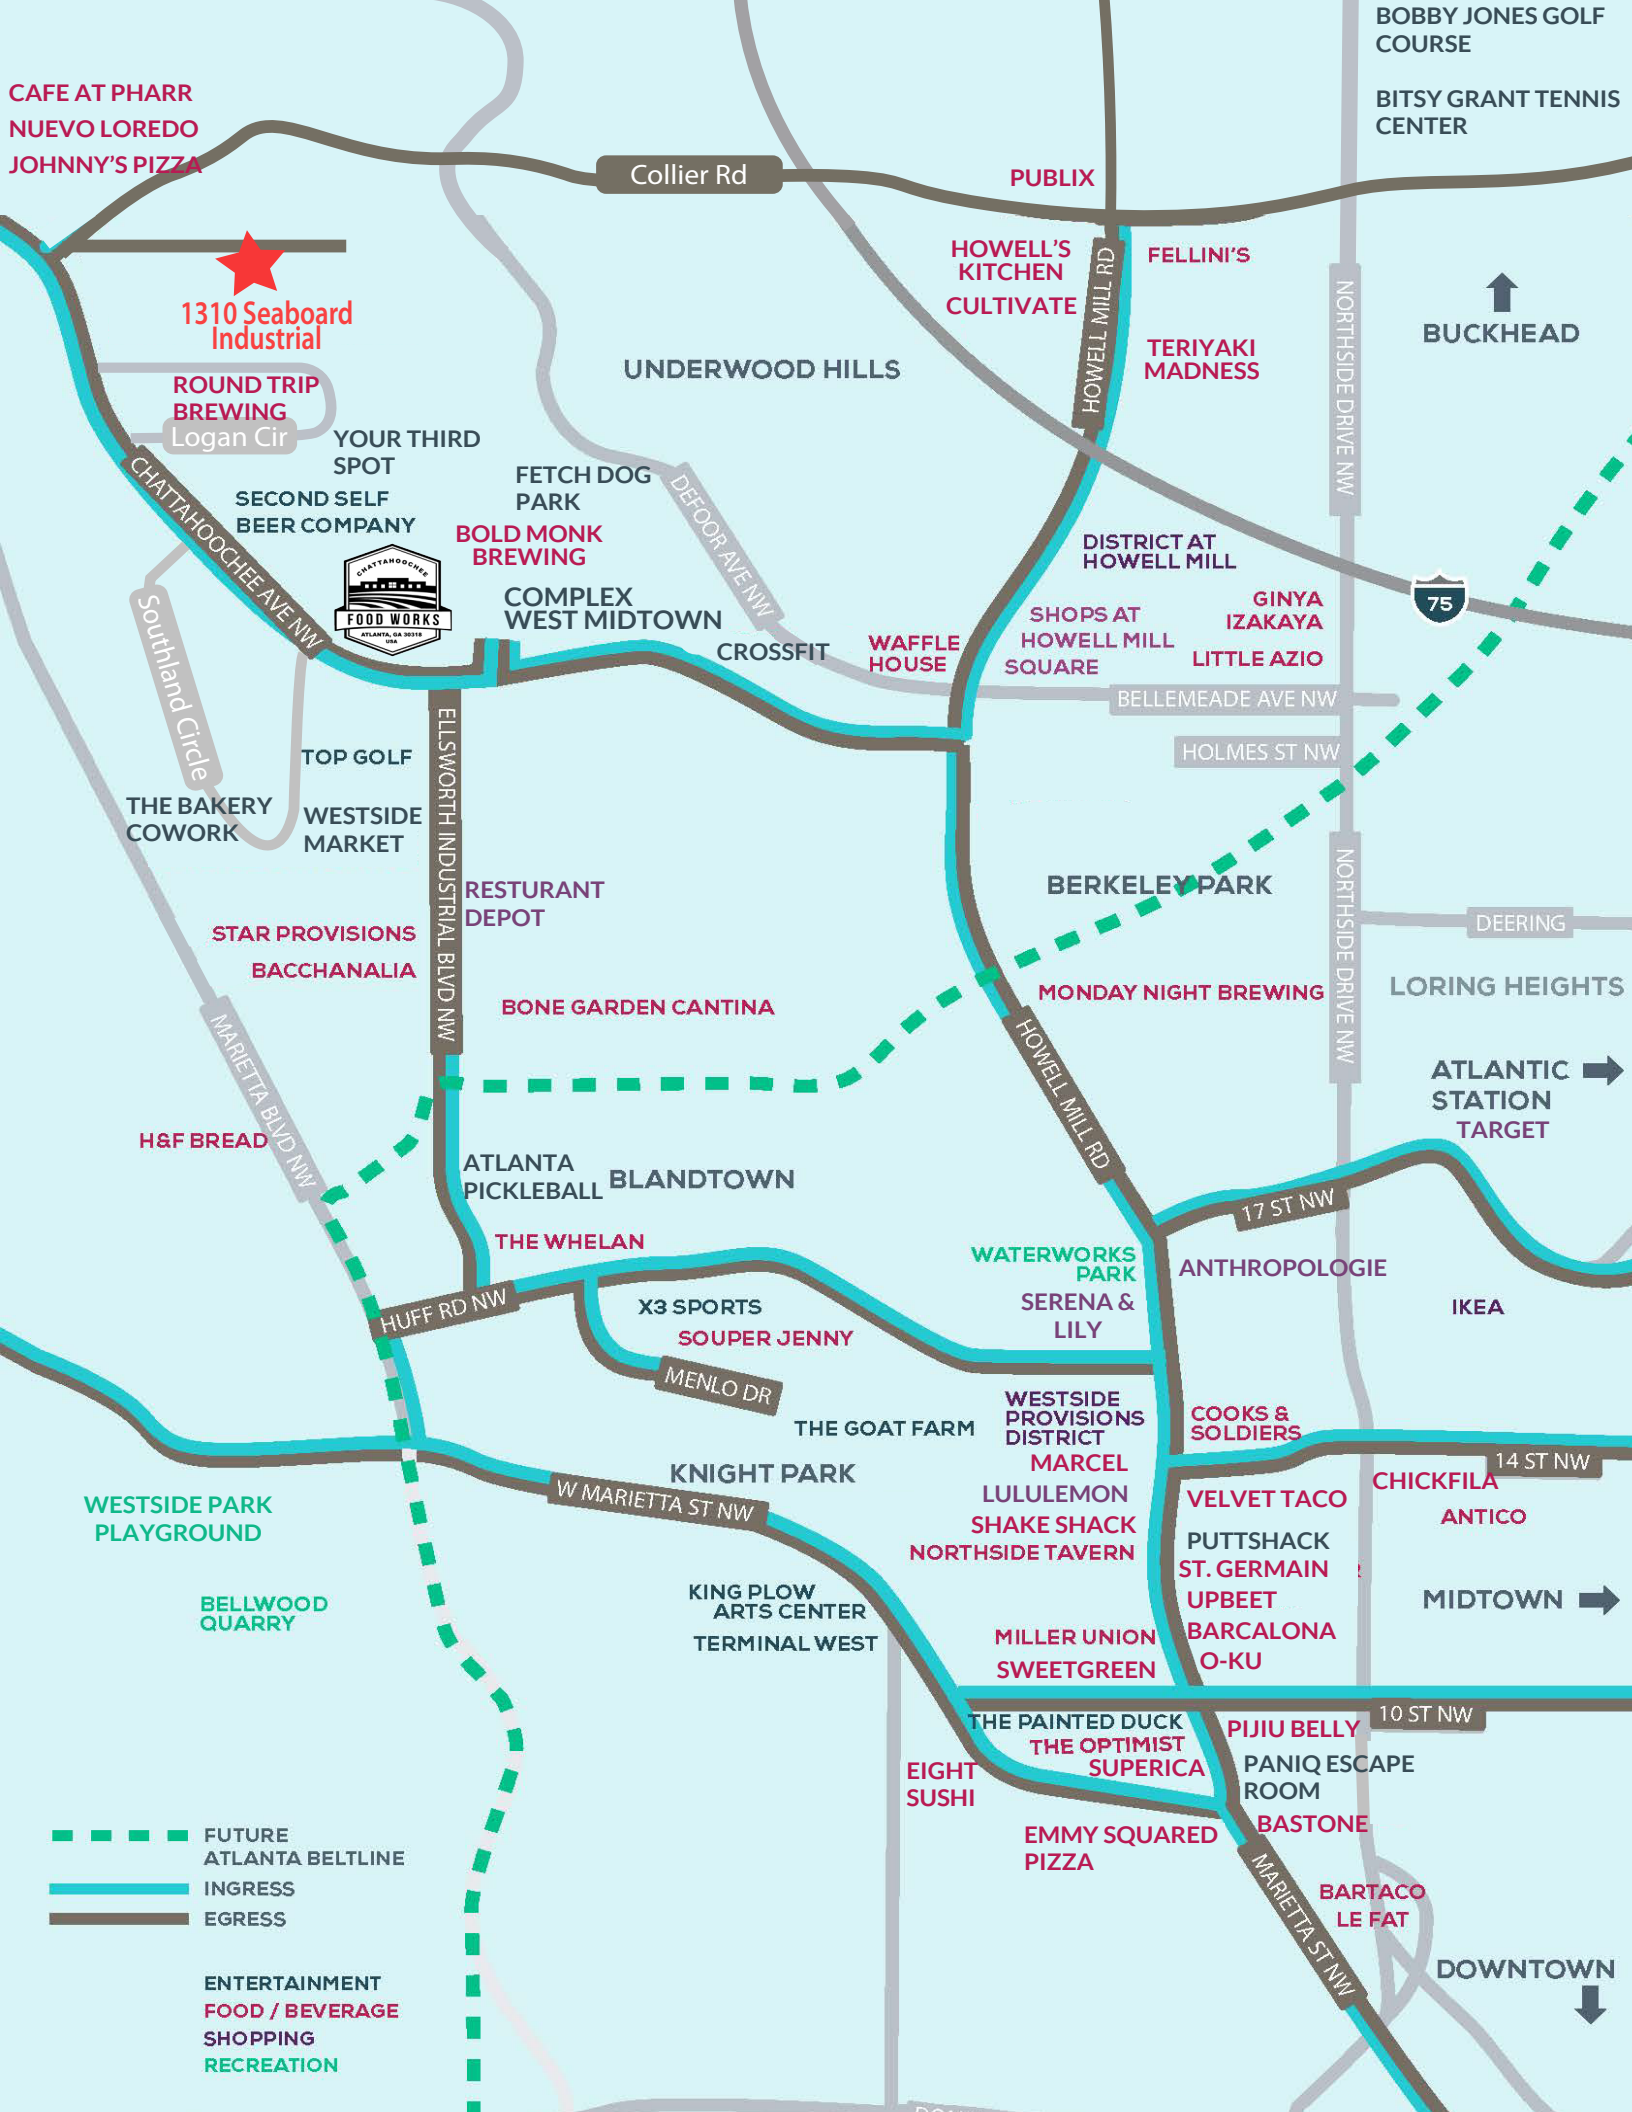 BOBBY JONES GOLF
COURSE
BITSY GRANT TENNIS
CENTER
CAFE AT PHARR
NUEVO LOREDO
JOHNNY'S PIZZA
Collier Rd
PUBLIX
HOWELL'S
KITCHEN
CULTIVATE
HOWELL MILL RD
FELLINI'S
TERIYAKI
MADNESS
NORTHSIDE DRIVE NW
BUCKHEAD
1310 Seaboard
Industrial
UNDERWOOD HILLS
ROUND TRIP
BREWING
Logan Cir
YOUR THIRD
SPOT
SECOND SELF
BEER COMPANY
FETCH DOG
PARK
BOLD MONK
BREWING
DEFOOR AVE NW
CHATTAHOOCHEE AVE NW
CHATTAHOOCHEE
FOOD WORKS
ATLANTA, GA 30318
USA
COMPLEX
WEST MIDTOWN
CROSSFIT
DISTRICT AT
HOWELL MILL
75
GINYA
IZAKAYA
SHOPS AT
HOWELL MILL
SQUARE
LITTLE AZIO
WAFFLE
HOUSE
BELLEMEADE AVE NW
HOLMES ST NW
Southland Circle
ELLSWORTH INDUSTRIAL BLVD NW
TOP GOLF
THE BAKERY
COWORK
WESTSIDE
MARKET
RESTURANT
DEPOT
BERKELEY PARK
NORTHSIDE DRIVE NW
DEERING
STAR PROVISIONS
BACCHANALIA
BONE GARDEN CANTINA
MONDAY NIGHT BREWING
LORING HEIGHTS
MARIETTA BLVD NW
HOWELL MILL RD
ATLANTIC
STATION
TARGET
H&F BREAD
ATLANTA
PICKLEBALL
BLANDTOWN
17 ST NW
THE WHELAN
WATERWORKS
PARK
ANTHROPOLOGIE
SERENA &
LILY
IKEA
HUFF RD NW
X3 SPORTS
SOUPER JENNY
MENLO DR
THE GOAT FARM
WESTSIDE
PROVISIONS
DISTRICT
MARCEL
LULULEMON
SHAKE SHACK
NORTHSIDE TAVERN
COOKS &
SOLDIERS
14 ST NW
CHICKFILA
ANTICO
KNIGHT PARK
W MARIETTA ST NW
VELVET TACO
PUTTSHACK
ST. GERMAIN
UPBEET
BARCALONA
O-KU
MIDTOWN
WESTSIDE PARK
PLAYGROUND
BELLWOOD
QUARRY
KING PLOW
ARTS CENTER
TERMINAL WEST
MILLER UNION
SWEETGREEN
10 ST NW
THE PAINTED DUCK
THE OPTIMIST
SUPERICA
PIJIU BELLY
PANIQ ESCAPE
ROOM
BASTONE
EIGHT
SUSHI
EMMY SQUARED
PIZZA
MARIETTA ST NW
BARTACO
LE FAT
DOWNTOWN
FUTURE
ATLANTA BELTLINE
INGRESS
EGRESS
ENTERTAINMENT
FOOD / BEVERAGE
SHOPPING
RECREATION